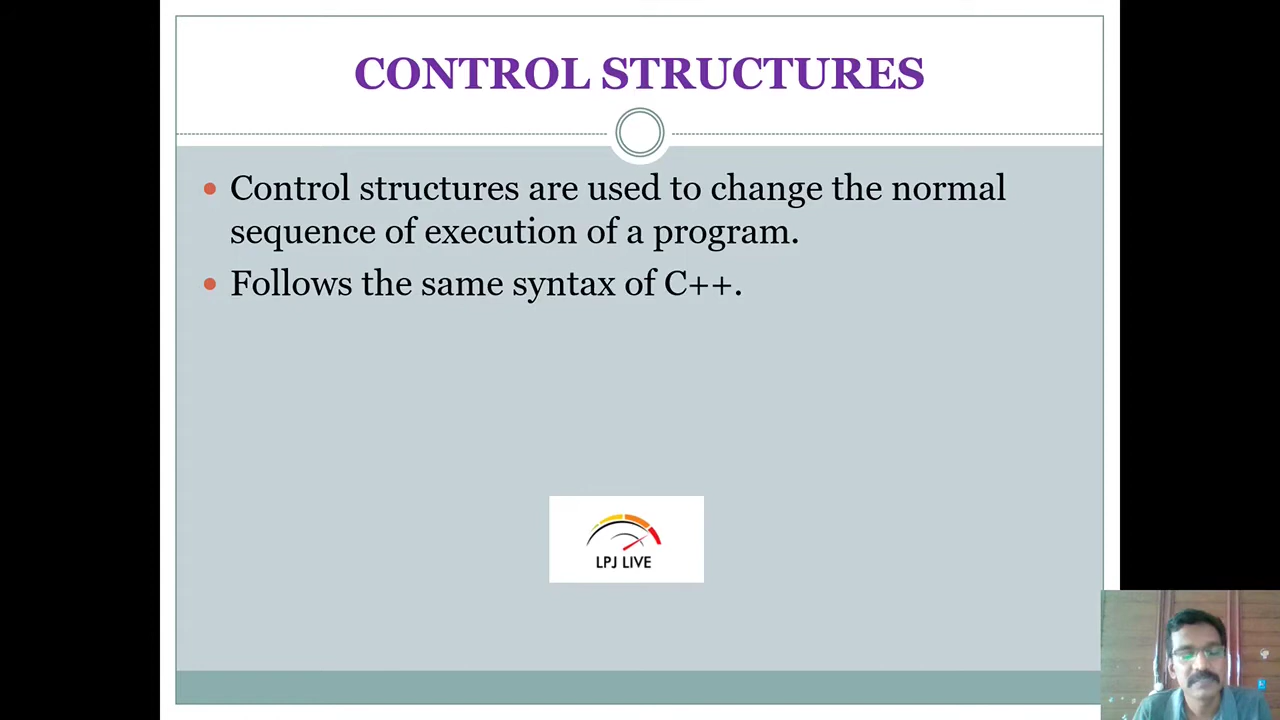 CONTROL STRUCTURES
• Control structures are used to change the normal
sequence of execution of a program.
• Follows the same syntax of C++.
LPJ LIVE